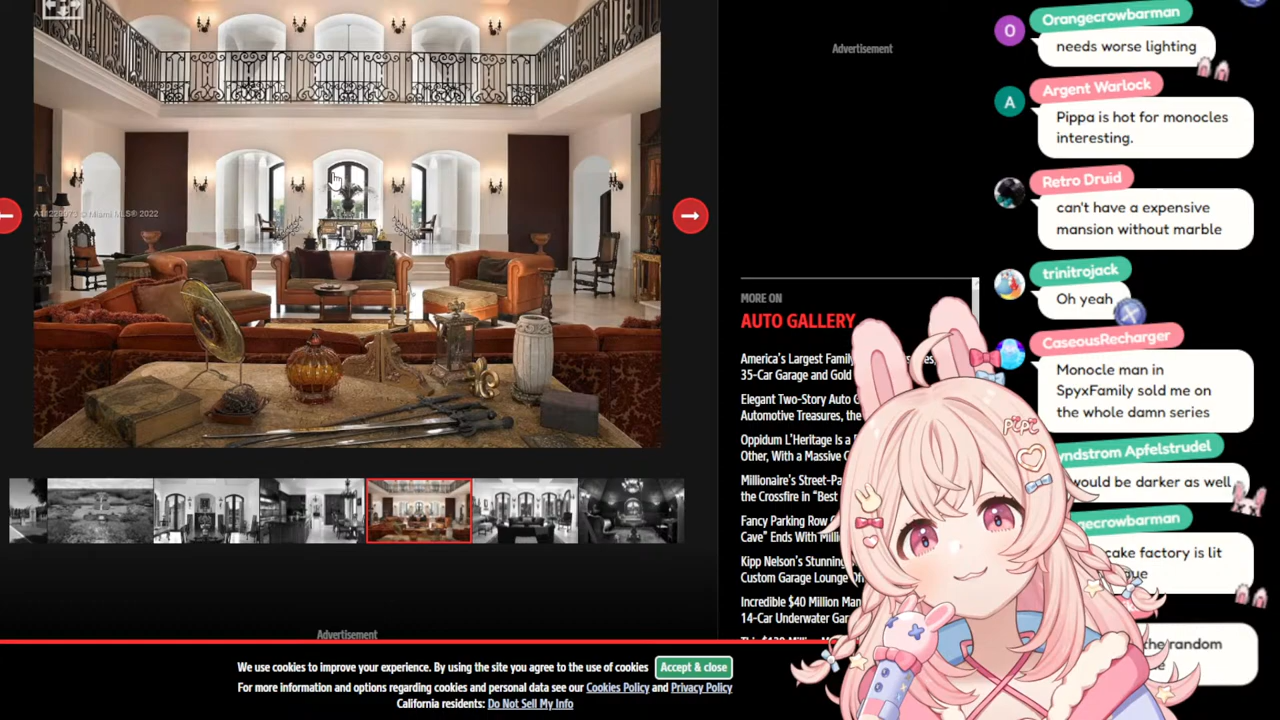 A1122297 © Miami MLS® 2022
Advertisement
MORE ON
AUTO GALLERY
America's Largest Family
35-Car Garage and Gold
Elegant Two-Story Auto
Automotive Treasures, the
Oppidum L'Heritage Is a
Other, With a Massive
Millionaire's Street-
the Crossfire in "Best
Fancy Parking Row
Cave" Ends With
Kipp Nelson's Stunning
Custom Garage Lounge
Incredible $40 Million
14-Car Underwater
Advertisement
We use cookies to improve your experience. By using the site you agree to the use of cookies
Accept & close
For more information and options regarding cookies and personal data see our Cookies Policy and Privacy Policy
California residents: Do Not Sell My Info
Orangecrowbarman
O
needs worse lighting
Argent Warlock
A
Pippa is hot for monocles
interesting.
Retro Druid
can't have a expensive
mansion without marble
trinitrojack
Oh yeah
CaseousRecharger
Monocle man in
SpyxFamily sold me on
the whole damn series
yndstrom Apfelstrudel
would be darker as well
gecrowbarman
cake factory is lit
random
pipi